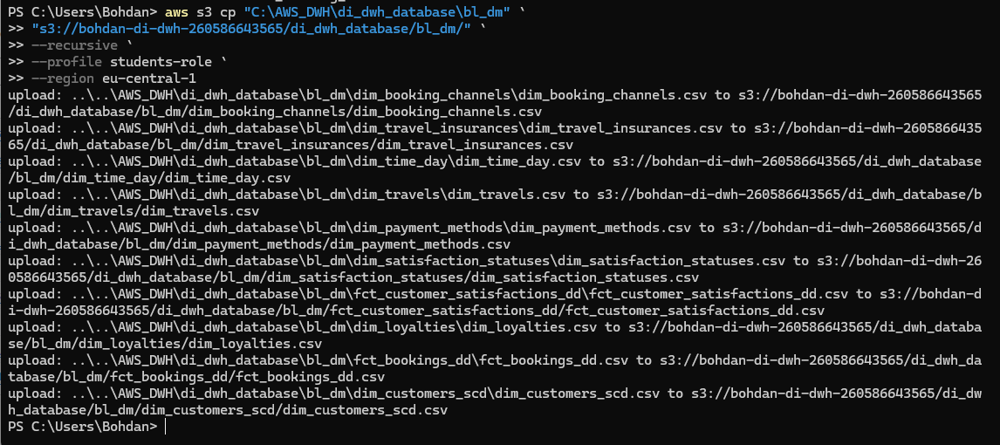 PS C:\Users\Bohdan> aws s3 cp "C:\AWS_DWH\di_dwh_database\bl_dm" `
>> "s3://bohdan-di-dwh-260586643565/di_dwh_database/bl_dm/" `
>> --recursive `
>> --profile students-role `
>> --region eu-central-1
upload: ..\..\AWS_DWH\di_dwh_database\bl_dm\dim_booking_channels\dim_booking_channels.csv to s3://bohdan-di-dwh-260586643565
/di_dwh_database/bl_dm/dim_booking_channels/dim_booking_channels.csv
upload: ..\..\AWS_DWH\di_dwh_database\bl_dm\dim_travel_insurances\dim_travel_insurances.csv to s3://bohdan-di-dwh-2605866435
65/di_dwh_database/bl_dm/dim_travel_insurances/dim_travel_insurances.csv
upload: ..\..\AWS_DWH\di_dwh_database\bl_dm\dim_time_day\dim_time_day.csv to s3://bohdan-di-dwh-260586643565/di_dwh_database
/bl_dm/dim_time_day/dim_time_day.csv
upload: ..\..\AWS_DWH\di_dwh_database\bl_dm\dim_travels\dim_travels.csv to s3://bohdan-di-dwh-260586643565/di_dwh_database/b
l_dm/dim_travels/dim_travels.csv
upload: ..\..\AWS_DWH\di_dwh_database\bl_dm\dim_payment_methods\dim_payment_methods.csv to s3://bohdan-di-dwh-260586643565/d
i_dwh_database/bl_dm/dim_payment_methods/dim_payment_methods.csv
upload: ..\..\AWS_DWH\di_dwh_database\bl_dm\dim_satisfaction_statuses\dim_satisfaction_statuses.csv to s3://bohdan-di-dwh-26
0586643565/di_dwh_database/bl_dm/dim_satisfaction_statuses/dim_satisfaction_statuses.csv
upload: ..\..\AWS_DWH\di_dwh_database\bl_dm\fct_customer_satisfactions_dd\fct_customer_satisfactions_dd.csv to s3://bohdan-d
i-dwh-260586643565/di_dwh_database/bl_dm/fct_customer_satisfactions_dd/fct_customer_satisfactions_dd.csv
upload: ..\..\AWS_DWH\di_dwh_database\bl_dm\dim_loyalties\dim_loyalties.csv to s3://bohdan-di-dwh-260586643565/di_dwh_databa
se/bl_dm/dim_loyalties/dim_loyalties.csv
upload: ..\..\AWS_DWH\di_dwh_database\bl_dm\fct_bookings_dd\fct_bookings_dd.csv to s3://bohdan-di-dwh-260586643565/di_dwh_da
tabase/bl_dm/fct_bookings_dd/fct_bookings_dd.csv
upload: ..\..\AWS_DWH\di_dwh_database\bl_dm\dim_customers_scd\dim_customers_scd.csv to s3://bohdan-di-dwh-260586643565/di_dw
h_database/bl_dm/dim_customers_scd/dim_customers_scd.csv
PS C:\Users\Bohdan>